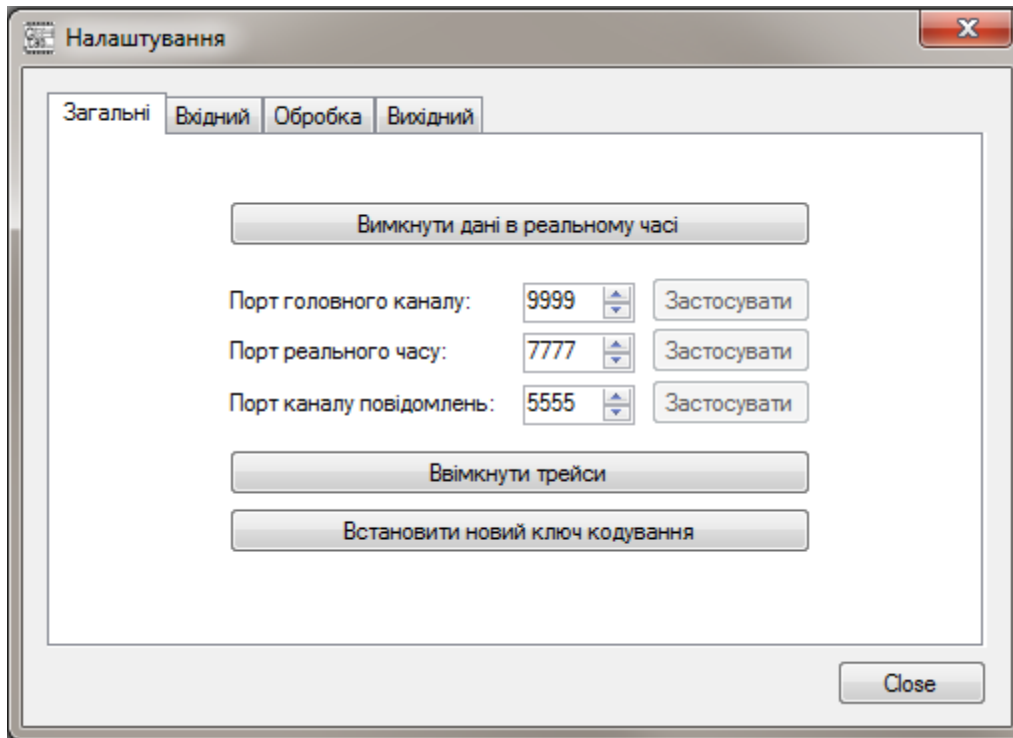 Налаштування
Загальні Вхідний Обробка Вихідний
Вимкнути дані в реальному часі
Порт головного каналу: 9999 Застосувати
Порт реального часу: 7777 Застосувати
Порт каналу повідомлень: 5555 Застосувати
Ввімкнути трейси
Встановити новий ключ кодування
Close